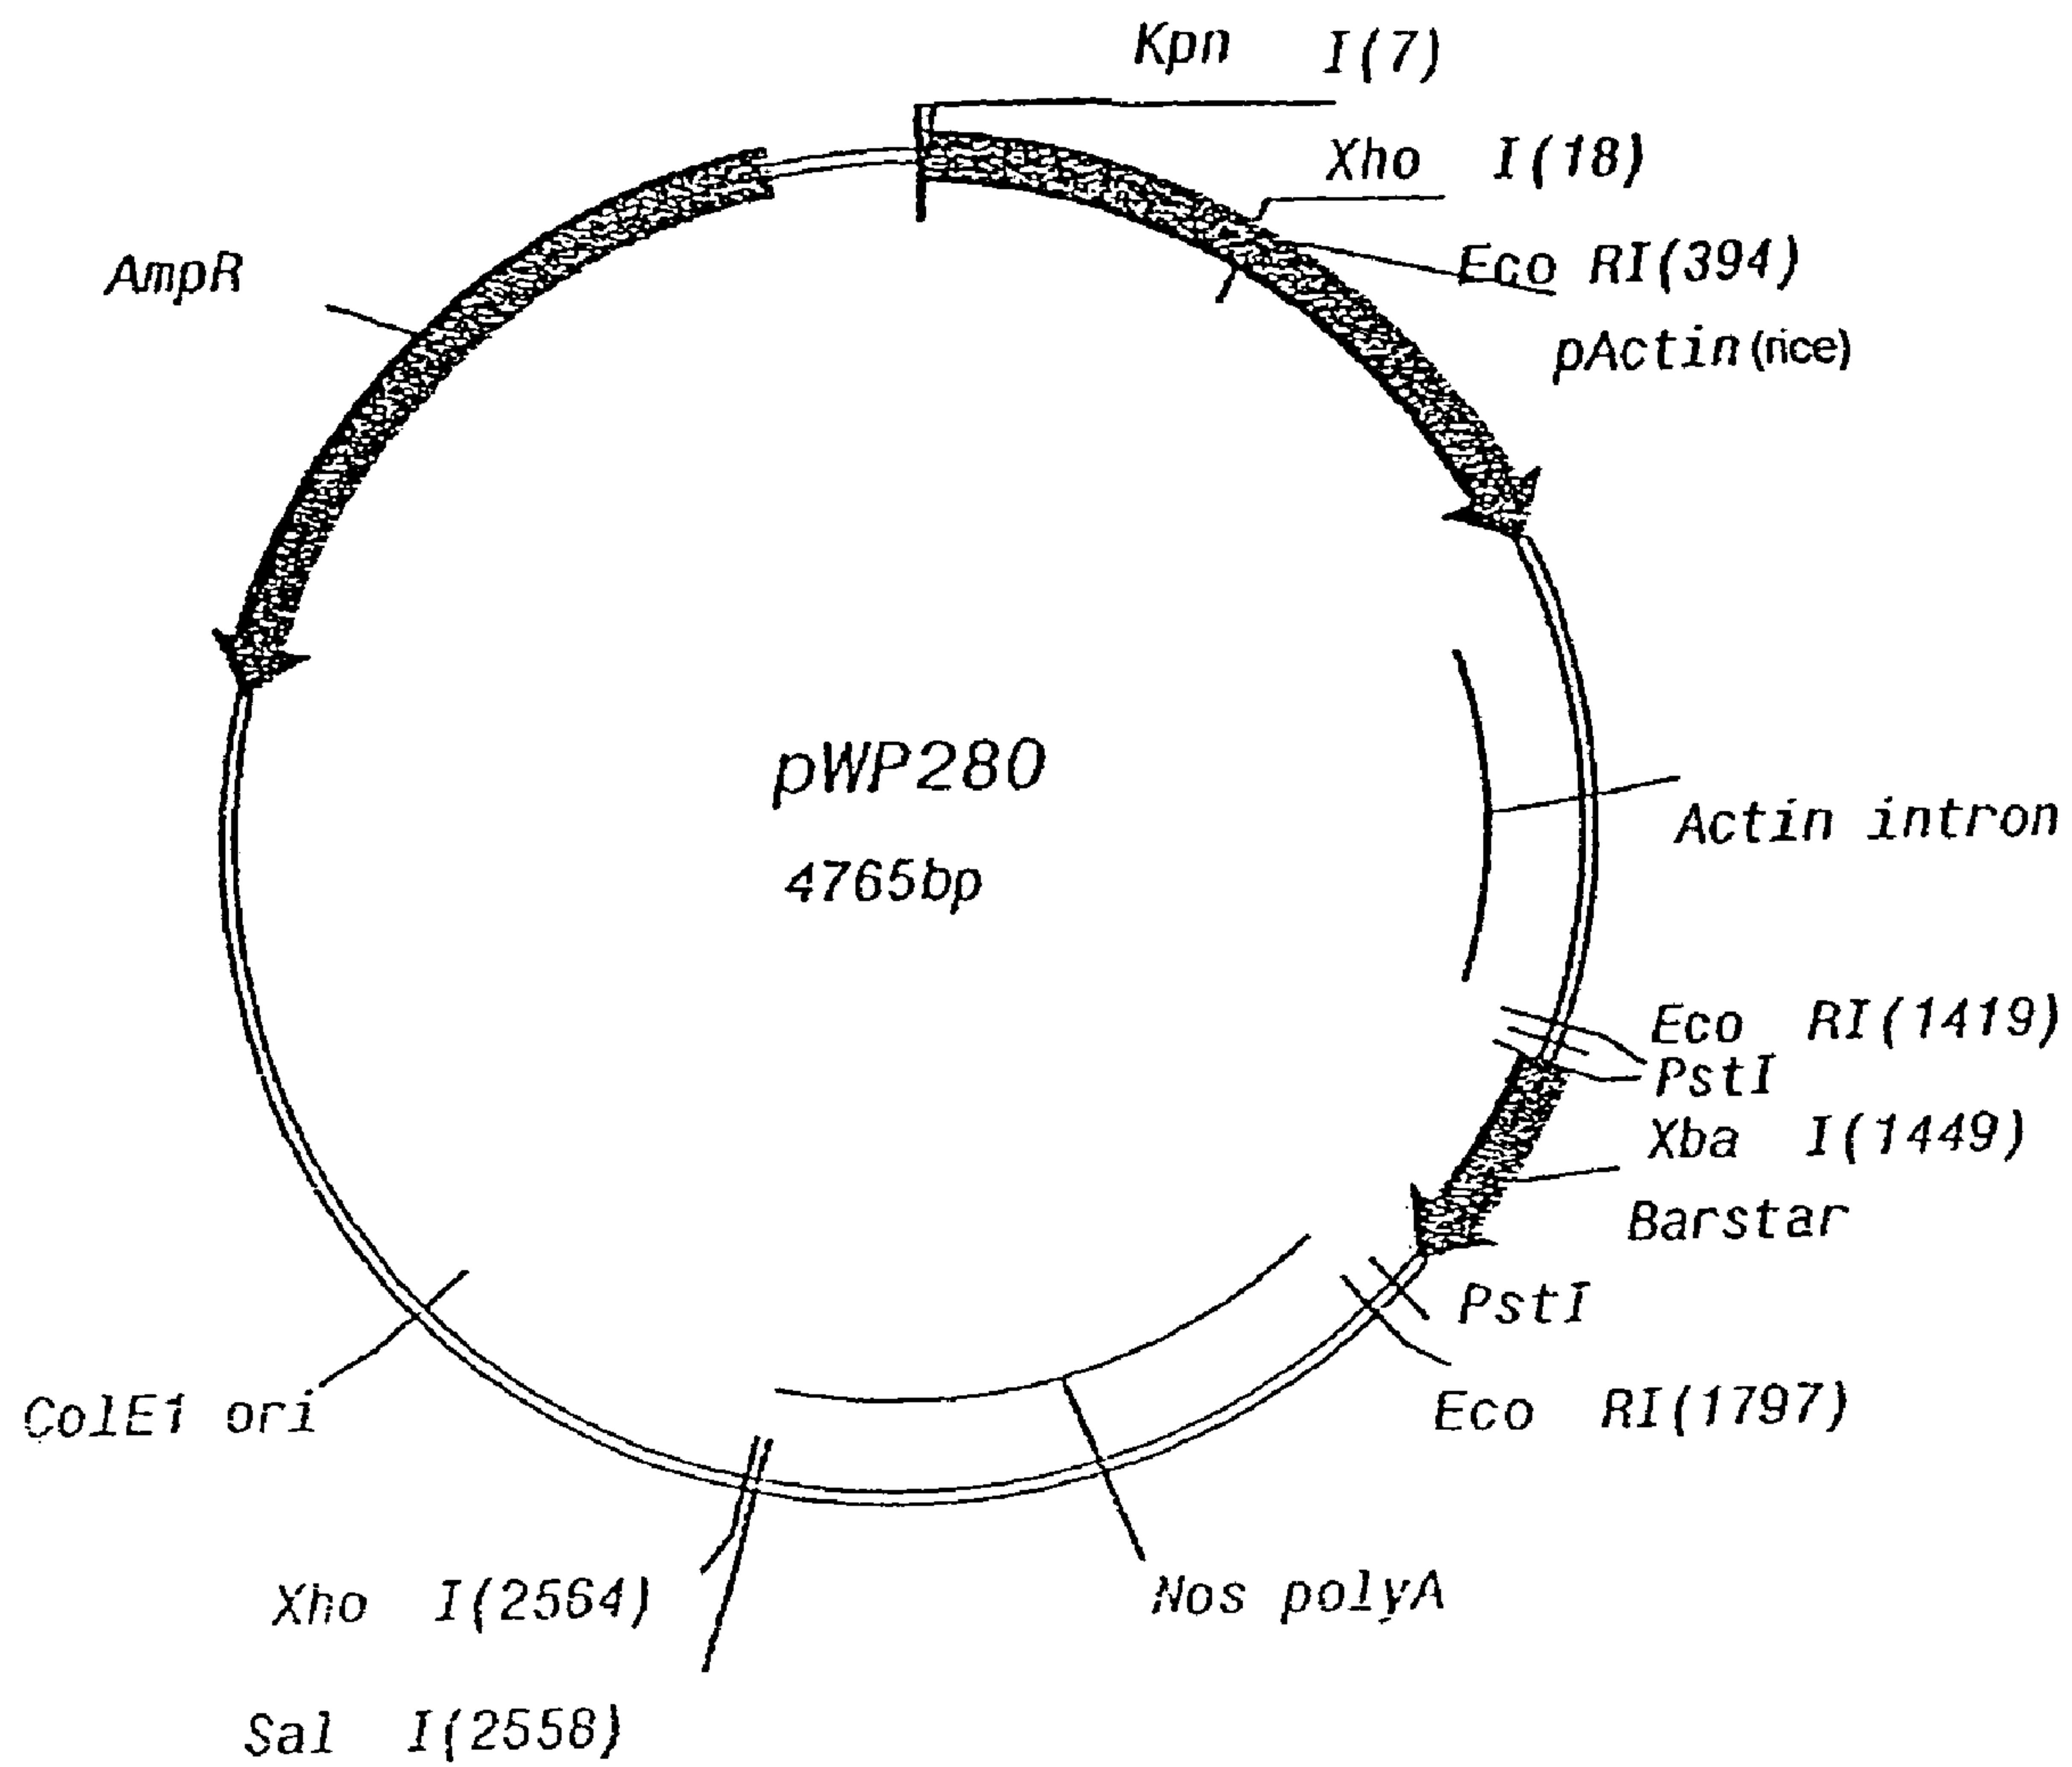 Kpn I(7)
Xho I(18)
Eco RI(394)
pActin (rice)
AmpR
pWP280
4765bp
Actin intron
Eco RI(1419)
PstI
Xba I(1449)
Barstar
PstI
Eco RI(1797)
ColE1 ori
Nos polyA
Xho I(2564)
Sal I(2558)